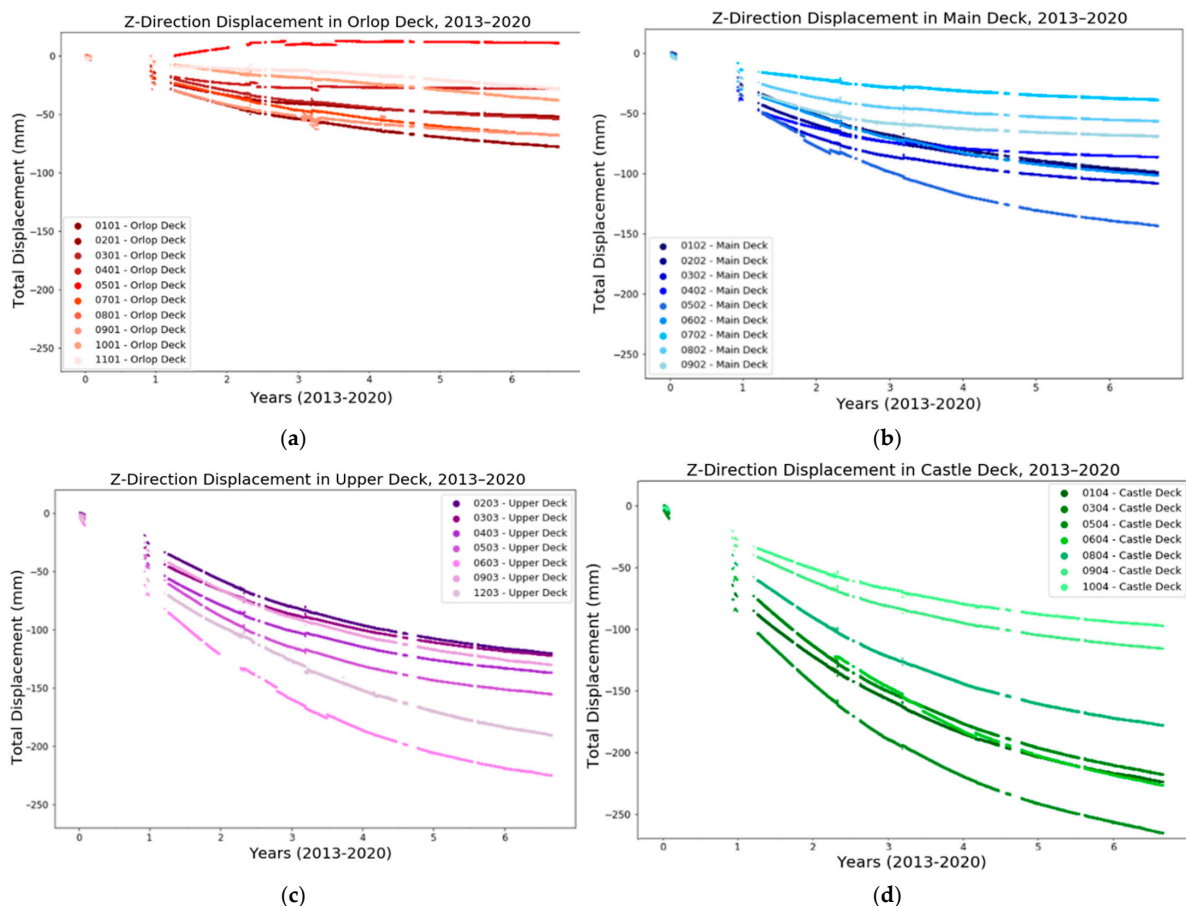 Z-Direction Displacement in Orlop Deck, 2013–2020
Total Displacement (mm)
0
−50
−100
−150
−200
−250
0101 - Orlop Deck
0201 - Orlop Deck
0301 - Orlop Deck
0401 - Orlop Deck
0501 - Orlop Deck
0701 - Orlop Deck
0801 - Orlop Deck
0901 - Orlop Deck
1001 - Orlop Deck
1101 - Orlop Deck
0 1 2 3 4 5 6
Years (2013-2020)
(a)
Z-Direction Displacement in Main Deck, 2013–2020
Total Displacement (mm)
0
−50
−100
−150
−200
−250
0102 - Main Deck
0202 - Main Deck
0302 - Main Deck
0402 - Main Deck
0502 - Main Deck
0602 - Main Deck
0702 - Main Deck
0802 - Main Deck
0902 - Main Deck
0 1 2 3 4 5 6
Years (2013-2020)
(b)
Z-Direction Displacement in Upper Deck, 2013–2020
Total Displacement (mm)
0
−50
−100
−150
−200
−250
0203 - Upper Deck
0303 - Upper Deck
0403 - Upper Deck
0503 - Upper Deck
0603 - Upper Deck
0903 - Upper Deck
1203 - Upper Deck
0 1 2 3 4 5 6
Years (2013-2020)
(c)
Z-Direction Displacement in Castle Deck, 2013–2020
Total Displacement (mm)
0
−50
−100
−150
−200
−250
0104 - Castle Deck
0304 - Castle Deck
0504 - Castle Deck
0604 - Castle Deck
0804 - Castle Deck
0904 - Castle Deck
1004 - Castle Deck
0 1 2 3 4 5 6
Years (2013-2020)
(d)